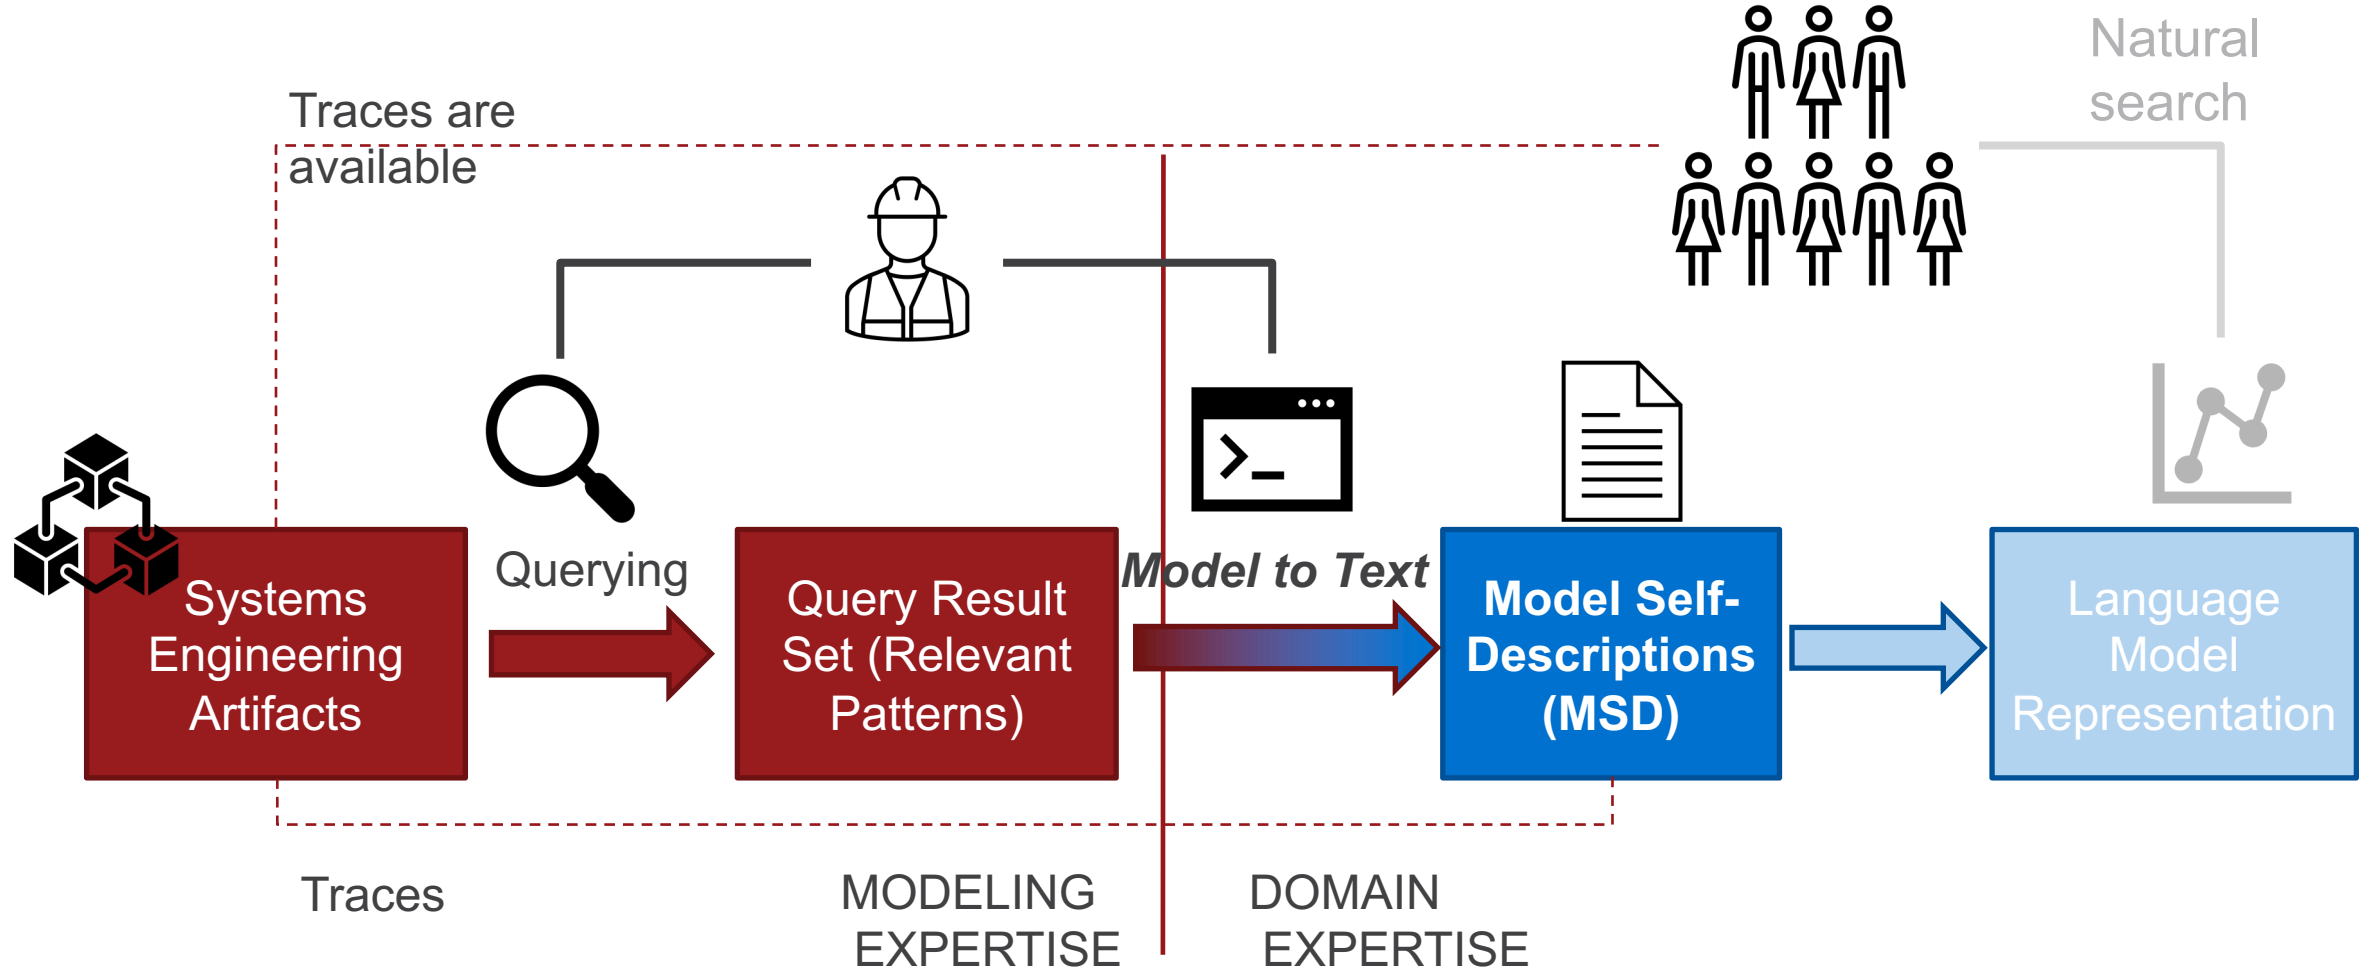 Natural
search
Traces are
available
Querying
Model to Text
Systems
Engineering
Artifacts
Query Result
Set (Relevant
Patterns)
Model Self-
Descriptions
(MSD)
Language
Model
Representation
Traces
MODELING
EXPERTISE
DOMAIN
EXPERTISE